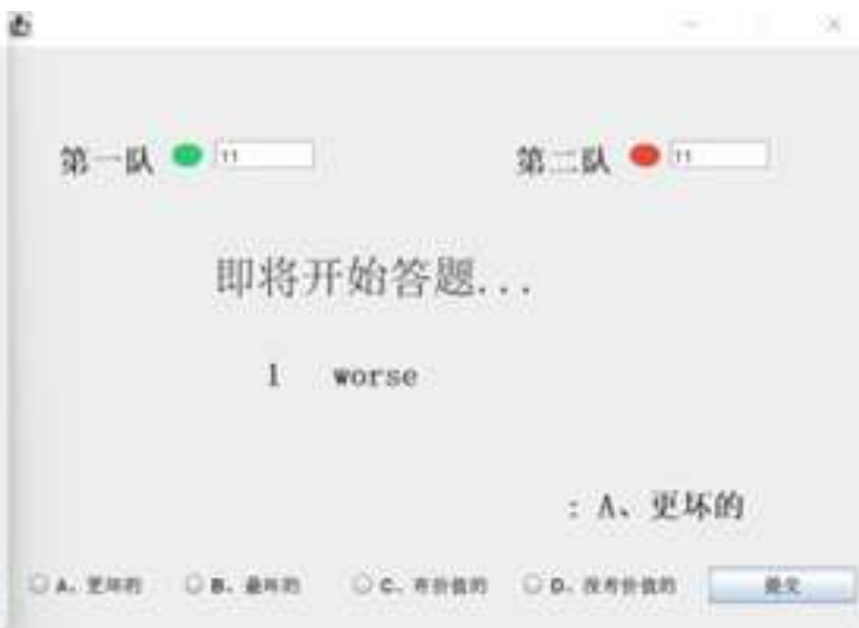 第一队 11 第二队 11
即将开始答题...
1 worse
: A、更坏的
A、更坏的 B、最坏的 C、有价值的 D、没有价值的 提交